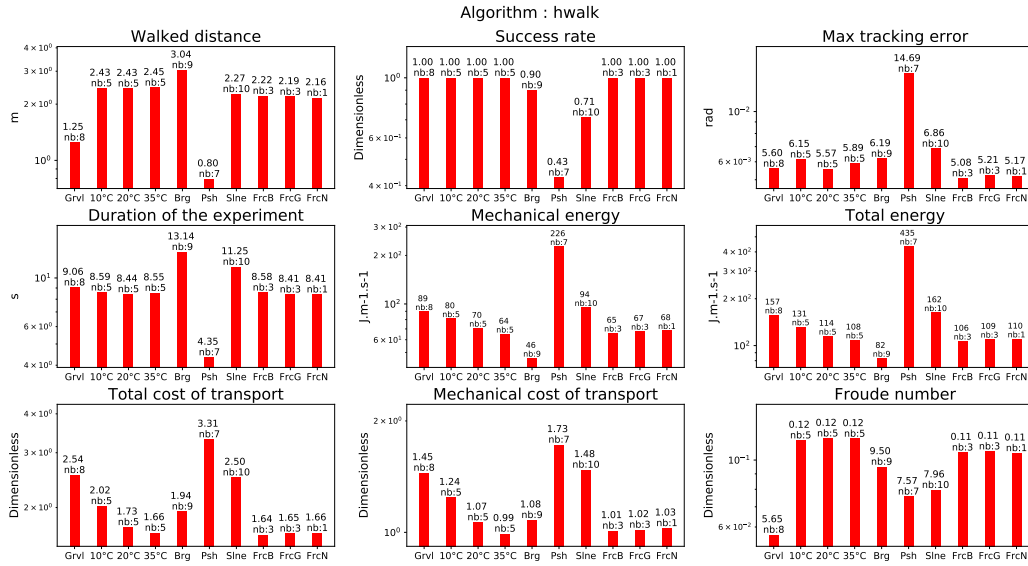 Algorithm : hwalk
Walked distance
m
4 × 10⁰
3 × 10⁰
2 × 10⁰
10⁰
1.25
nb:8
2.43
nb:5
2.43
nb:5
2.45
nb:5
3.04
nb:9
0.80
nb:7
2.27
nb:10
2.22
nb:3
2.19
nb:3
2.16
nb:1
Grvl 10°C 20°C 35°C Brg Psh Slne FrcB FrcG FrcN
Success rate
Dimensionless
10⁰
6 × 10⁻¹
4 × 10⁻¹
1.00
nb:8
1.00
nb:5
1.00
nb:5
1.00
nb:5
0.90
nb:9
0.43
nb:7
0.71
nb:10
1.00
nb:3
1.00
nb:3
1.00
nb:1
Grvl 10°C 20°C 35°C Brg Psh Slne FrcB FrcG FrcN
Max tracking error
rad
10⁻²
6 × 10⁻³
5.60
nb:8
6.15
nb:5
5.57
nb:5
5.89
nb:5
6.19
nb:9
14.69
nb:7
6.86
nb:10
5.08
nb:3
5.21
nb:3
5.17
nb:1
Grvl 10°C 20°C 35°C Brg Psh Slne FrcB FrcG FrcN
Duration of the experiment
s
10¹
6 × 10⁰
4 × 10⁰
9.06
nb:8
8.59
nb:5
8.44
nb:5
8.55
nb:5
13.14
nb:9
4.35
nb:7
11.25
nb:10
8.58
nb:3
8.41
nb:3
8.41
nb:1
Grvl 10°C 20°C 35°C Brg Psh Slne FrcB FrcG FrcN
Mechanical energy
J.m-1.s-1
3 × 10²
2 × 10²
10²
6 × 10¹
89
nb:8
80
nb:5
70
nb:5
64
nb:5
46
nb:9
226
nb:7
94
nb:10
65
nb:3
67
nb:3
68
nb:1
Grvl 10°C 20°C 35°C Brg Psh Slne FrcB FrcG FrcN
Total energy
J.m-1.s-1
4 × 10²
3 × 10²
2 × 10²
10²
157
nb:8
131
nb:5
114
nb:5
108
nb:5
82
nb:9
435
nb:7
162
nb:10
106
nb:3
109
nb:3
110
nb:1
Grvl 10°C 20°C 35°C Brg Psh Slne FrcB FrcG FrcN
Total cost of transport
Dimensionless
4 × 10⁰
3 × 10⁰
2 × 10⁰
2.54
nb:8
2.02
nb:5
1.73
nb:5
1.66
nb:5
1.94
nb:9
3.31
nb:7
2.50
nb:10
1.64
nb:3
1.65
nb:3
1.66
nb:1
Grvl 10°C 20°C 35°C Brg Psh Slne FrcB FrcG FrcN
Mechanical cost of transport
Dimensionless
2 × 10⁰
10⁰
1.45
nb:8
1.24
nb:5
1.07
nb:5
0.99
nb:5
1.08
nb:9
1.73
nb:7
1.48
nb:10
1.01
nb:3
1.02
nb:3
1.03
nb:1
Grvl 10°C 20°C 35°C Brg Psh Slne FrcB FrcG FrcN
Froude number
Dimensionless
10⁻¹
6 × 10⁻²
5.65
nb:8
0.12
nb:5
0.12
nb:5
0.12
nb:5
9.50
nb:9
7.57
nb:7
7.96
nb:10
0.11
nb:3
0.11
nb:3
0.11
nb:1
Grvl 10°C 20°C 35°C Brg Psh Slne FrcB FrcG FrcN